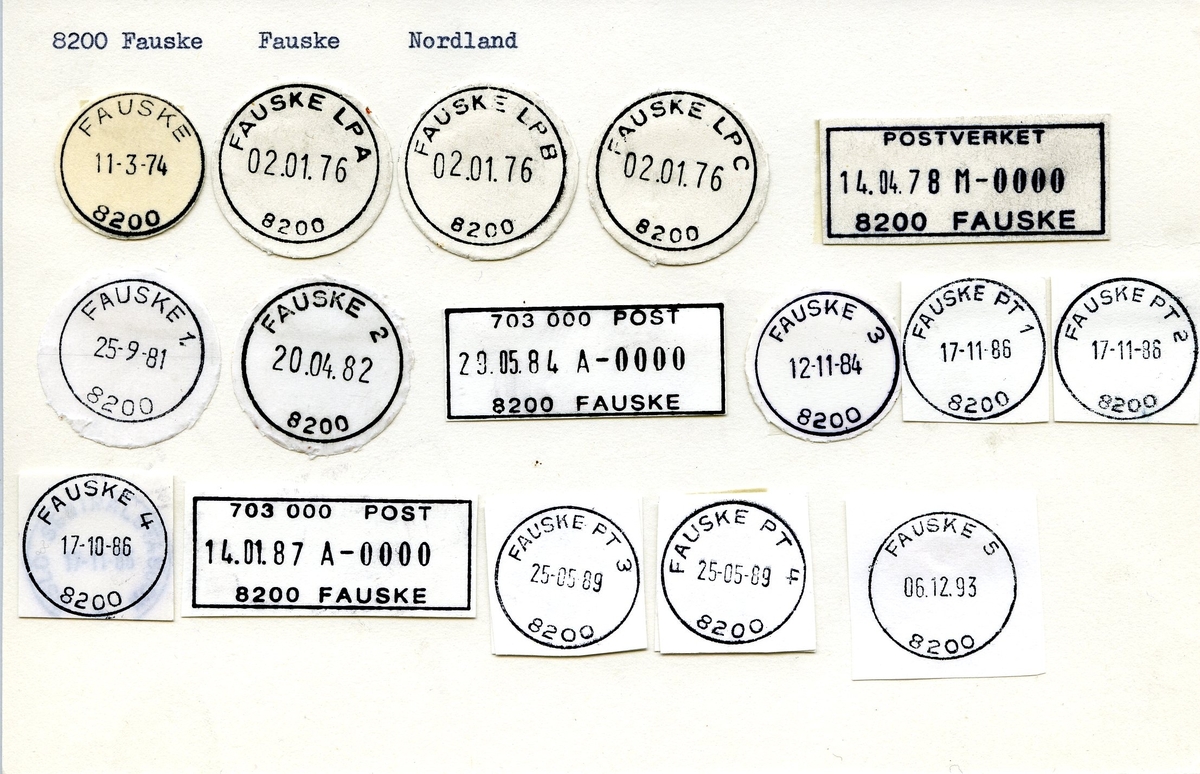 8200 Fauske Fauske Nordland
FAUSKE
11-3-74
8200
FAUSKE LP A
02.01.76
8200
FAUSKE LP B
02.01.76
8200
FAUSKE LP C
02.01.76
8200
POSTVERKET
14.04.78 M-0000
8200 FAUSKE
FAUSKE 1
25-9-81
8200
FAUSKE 2
20.04.82
8200
703 000 POST
29.05.84 A-0000
8200 FAUSKE
FAUSKE 3
12-11-84
8200
FAUSKE PT 1
17-11-86
8200
FAUSKE PT 2
17-11-86
8200
FAUSKE 4
17-10-86
8200
703 000 POST
14.01.87 A-0000
8200 FAUSKE
FAUSKE PT 3
25-05-89
8200
FAUSKE PT 4
25-05-89
8200
FAUSKE 5
06.12.93
8200